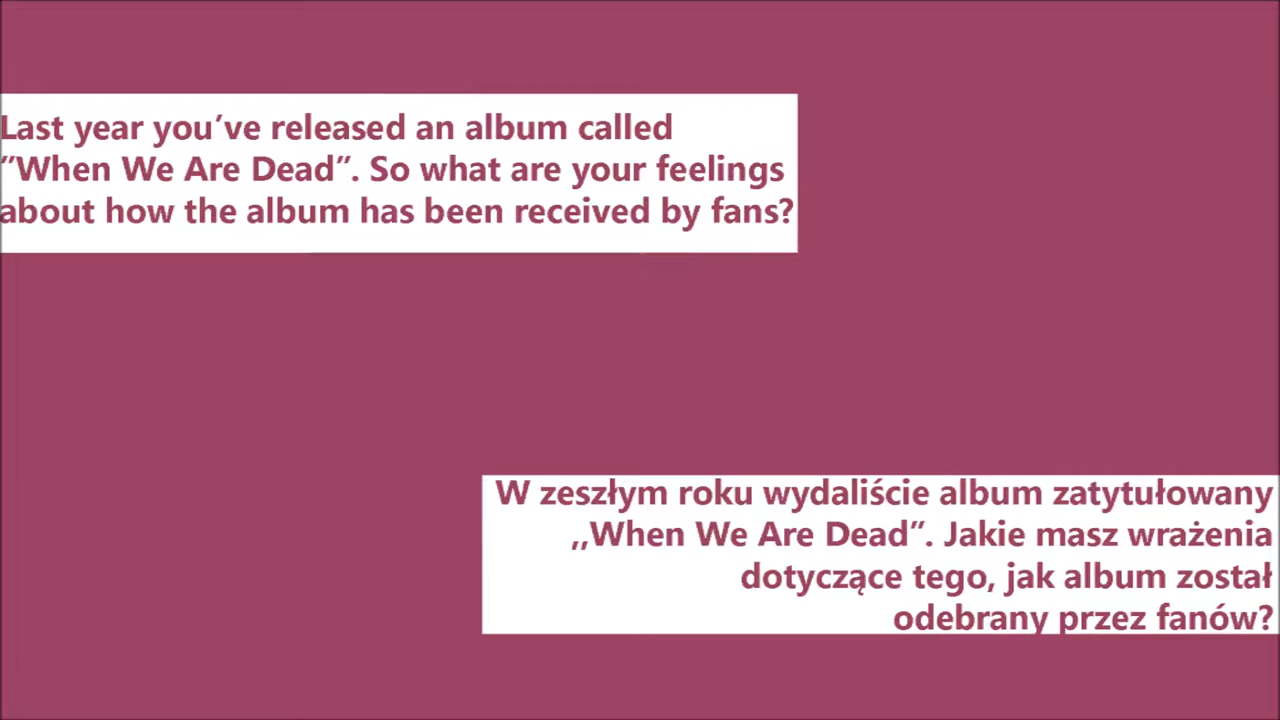 Last year you’ve released an album called
”When We Are Dead”. So what are your feelings
about how the album has been received by fans?
W zeszłym roku wydaliście album zatytułowany
,,When We Are Dead”. Jakie masz wrażenia
dotyczące tego, jak album został
odebrany przez fanów?